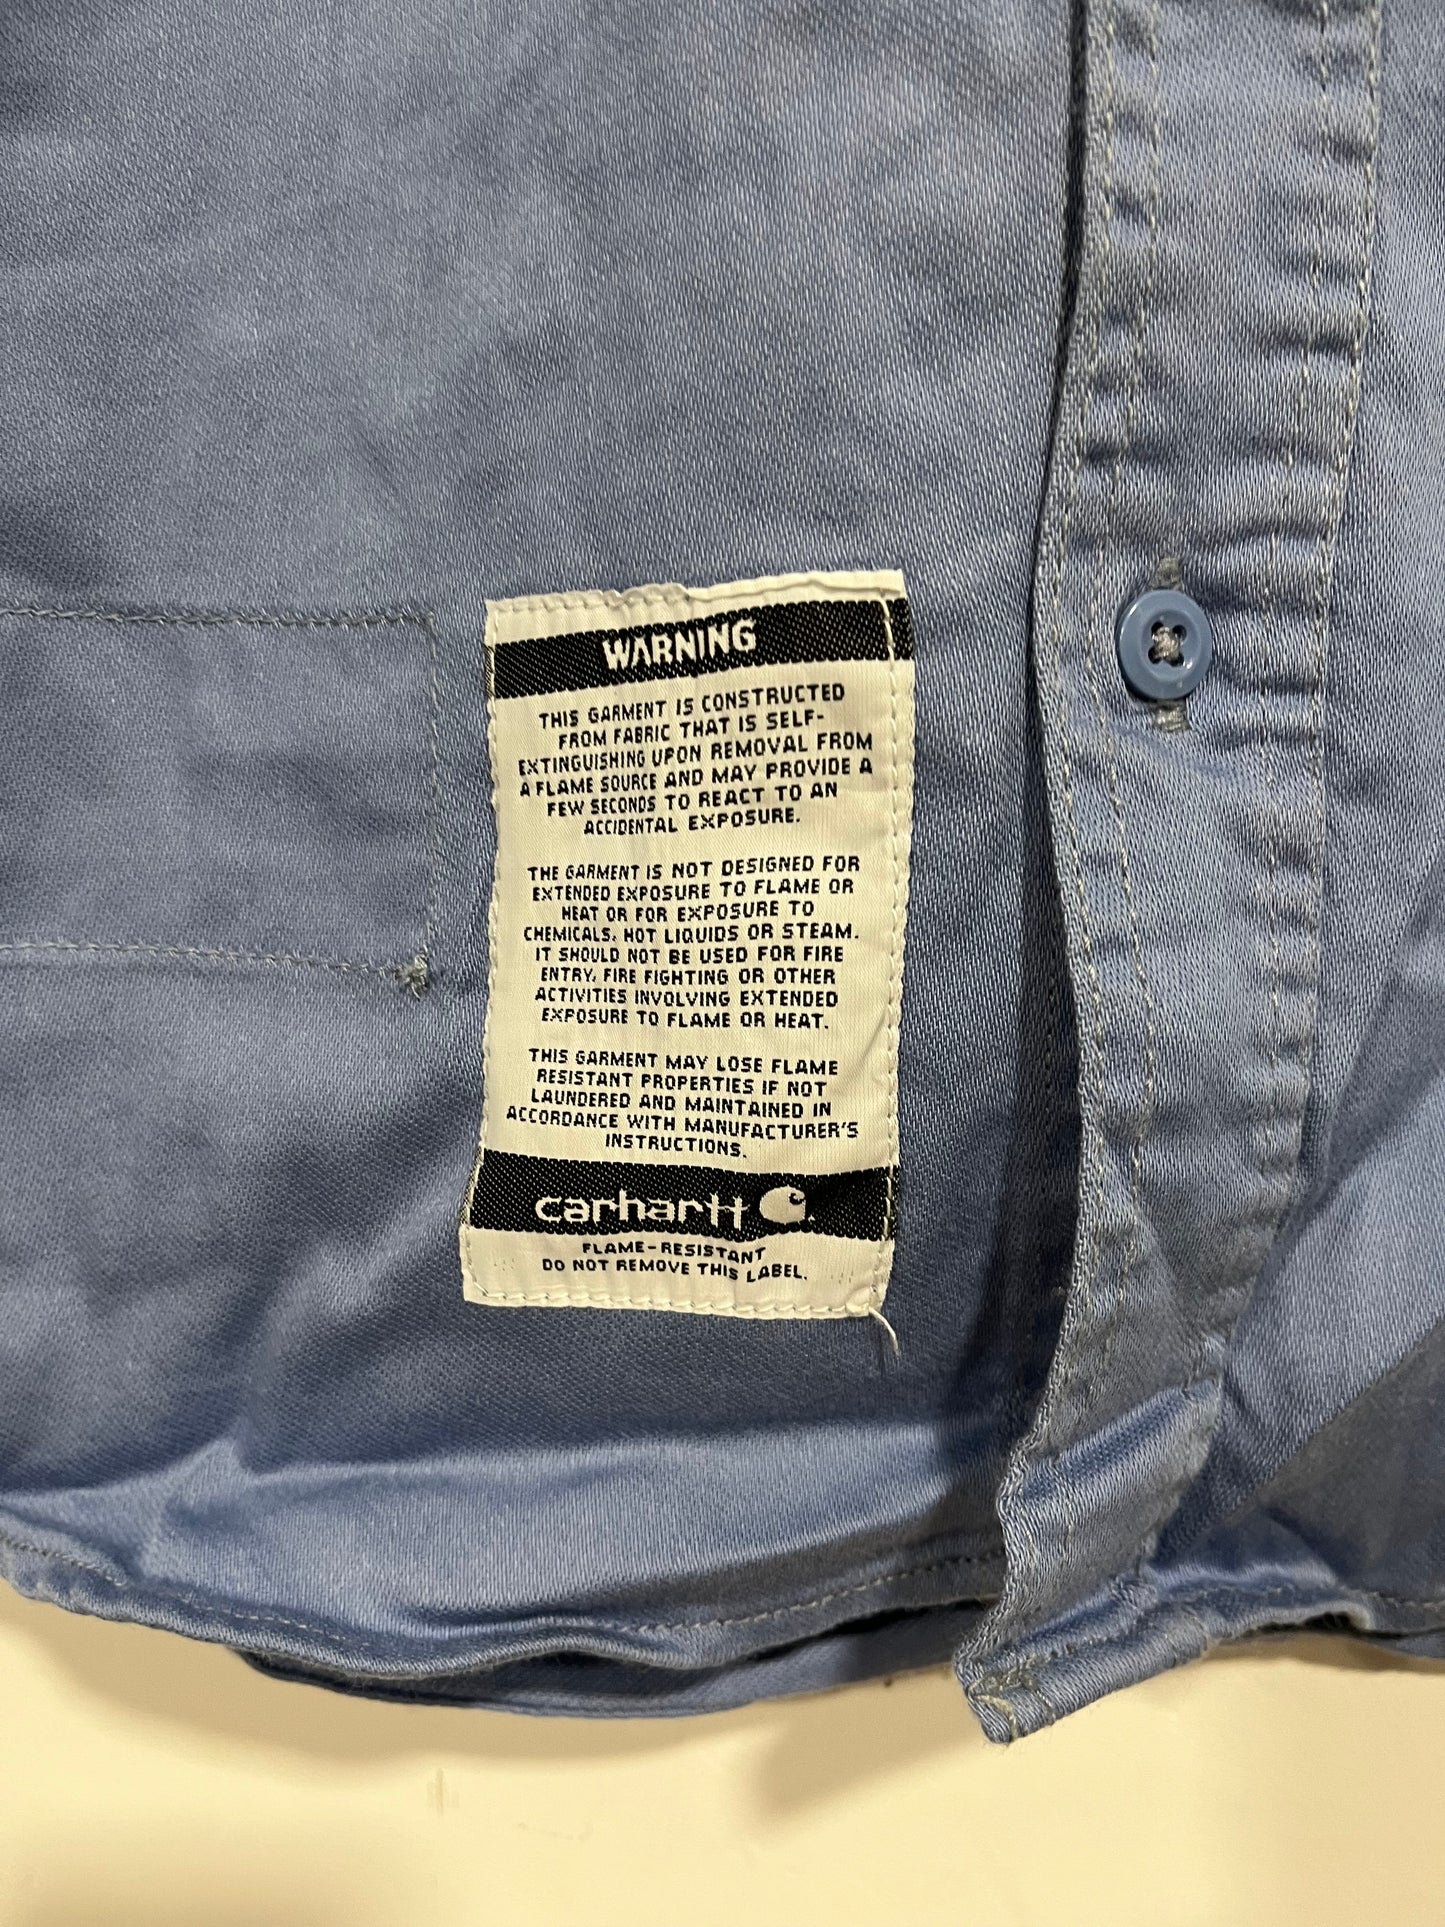 WARNING
THIS GARMENT IS CONSTRUCTED
FROM FABRIC THAT IS SELF-
EXTINGUISHING UPON REMOVAL FROM
A FLAME SOURCE AND MAY PROVIDE A
FEW SECONDS TO REACT TO AN
ACCIDENTAL EXPOSURE.
THE GARMENT IS NOT DESIGNED FOR
EXTENDED EXPOSURE TO FLAME OR
HEAT OR FOR EXPOSURE TO
CHEMICALS, HOT LIQUIDS OR STEAM.
IT SHOULD NOT BE USED FOR FIRE
ENTRY, FIRE FIGHTING OR OTHER
ACTIVITIES INVOLVING EXTENDED
EXPOSURE TO FLAME OR HEAT.
THIS GARMENT MAY LOSE FLAME
RESISTANT PROPERTIES IF NOT
LAUNDERED AND MAINTAINED IN
ACCORDANCE WITH MANUFACTURER'S
INSTRUCTIONS.
carhartt
FLAME-RESISTANT
DO NOT REMOVE THIS LABEL.